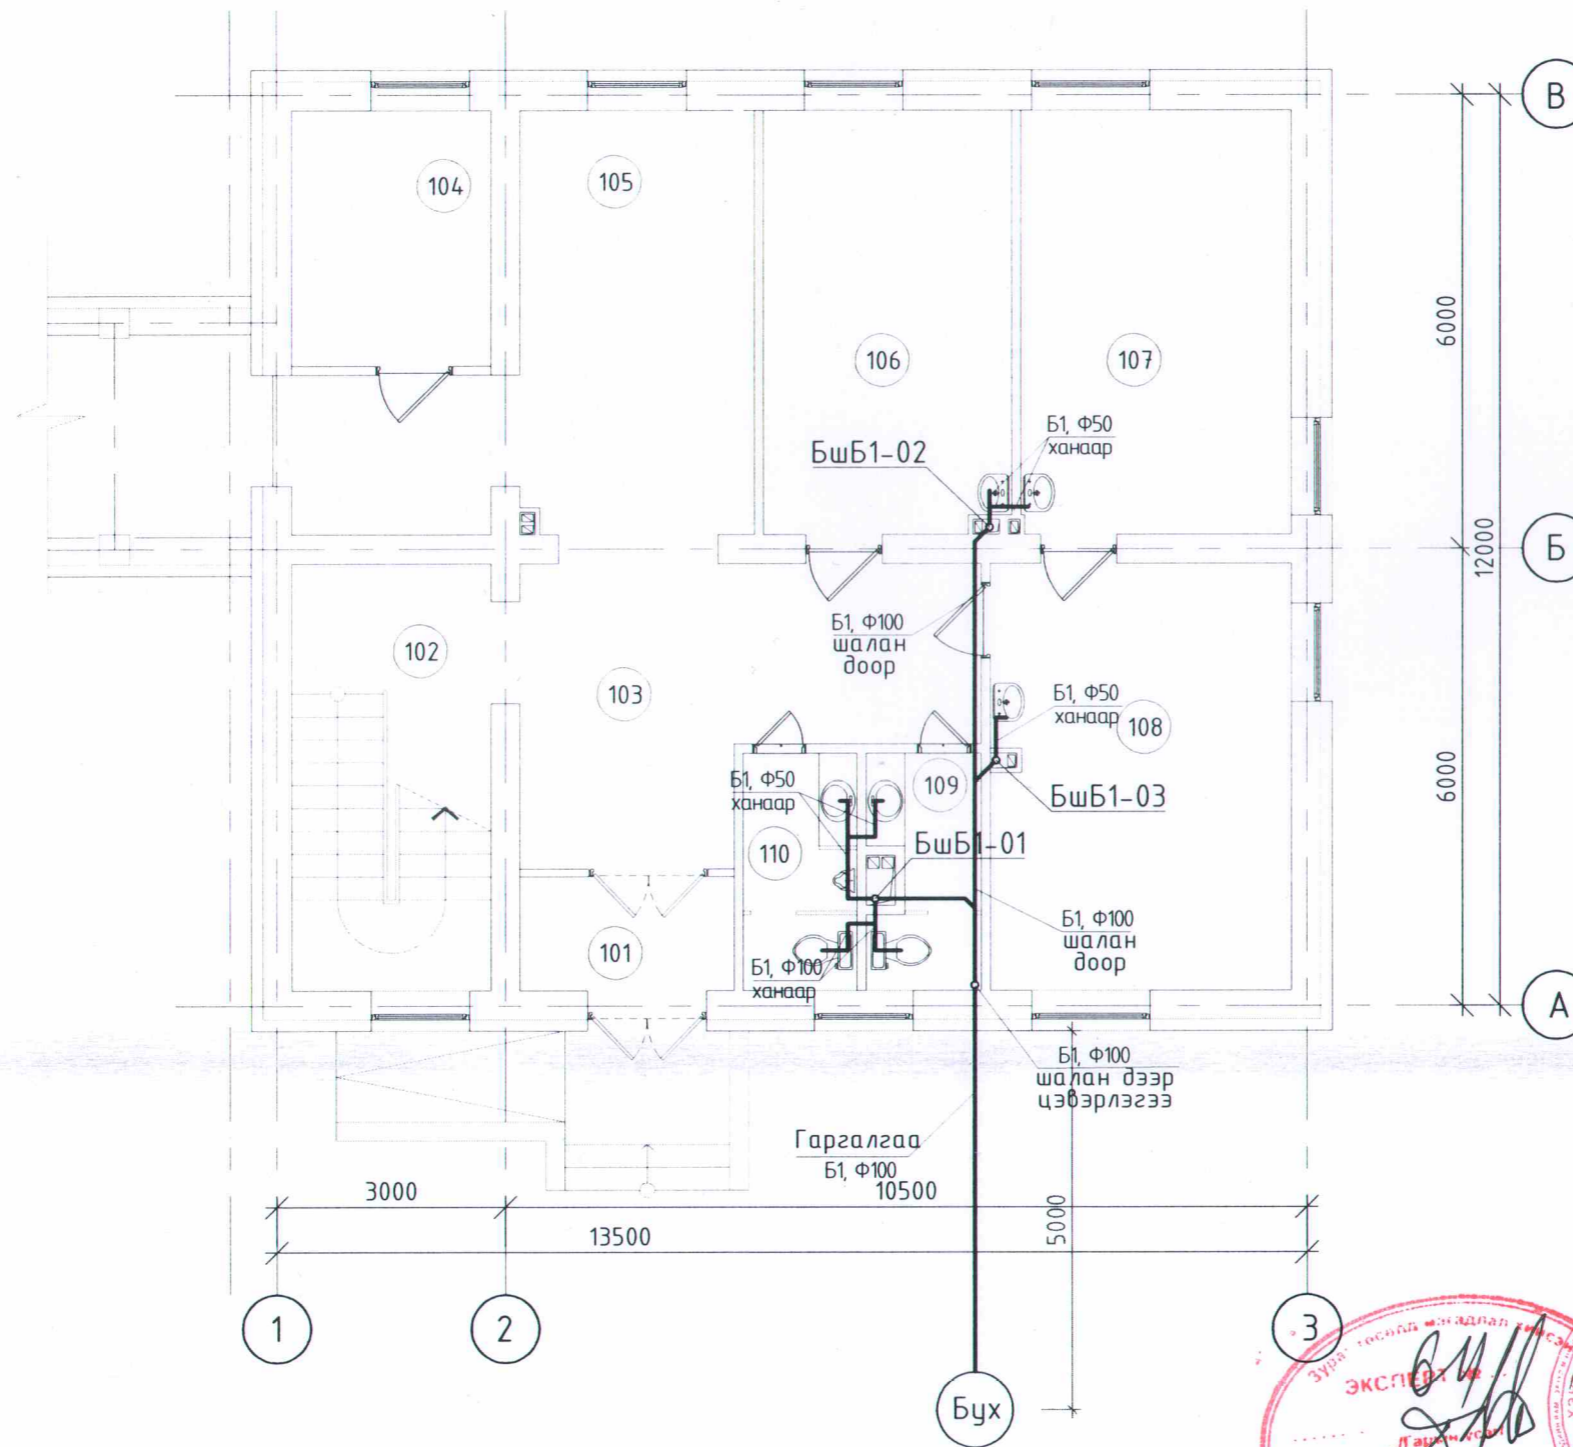 В
104
105
6000
106
107
Б1, Ф50
ханаар
БшБ1-02
12000
Б
Б1, Ф100
шалан
доор
102
103
Б1, Ф50
ханаар
108
Б1, Ф50
ханаар
109
6000
БшБ1-03
110
БшБ1-01
Б1, Ф100
шалан
доор
101
Б1, Ф100
ханаар
А
Б1, Ф100
шалан дээр
цэвэрлэгээ
Гаргалгаа
Б1, Ф100
3000
10500
5000
13500
1
2
3
Бух
ЭКСПЕРТ №